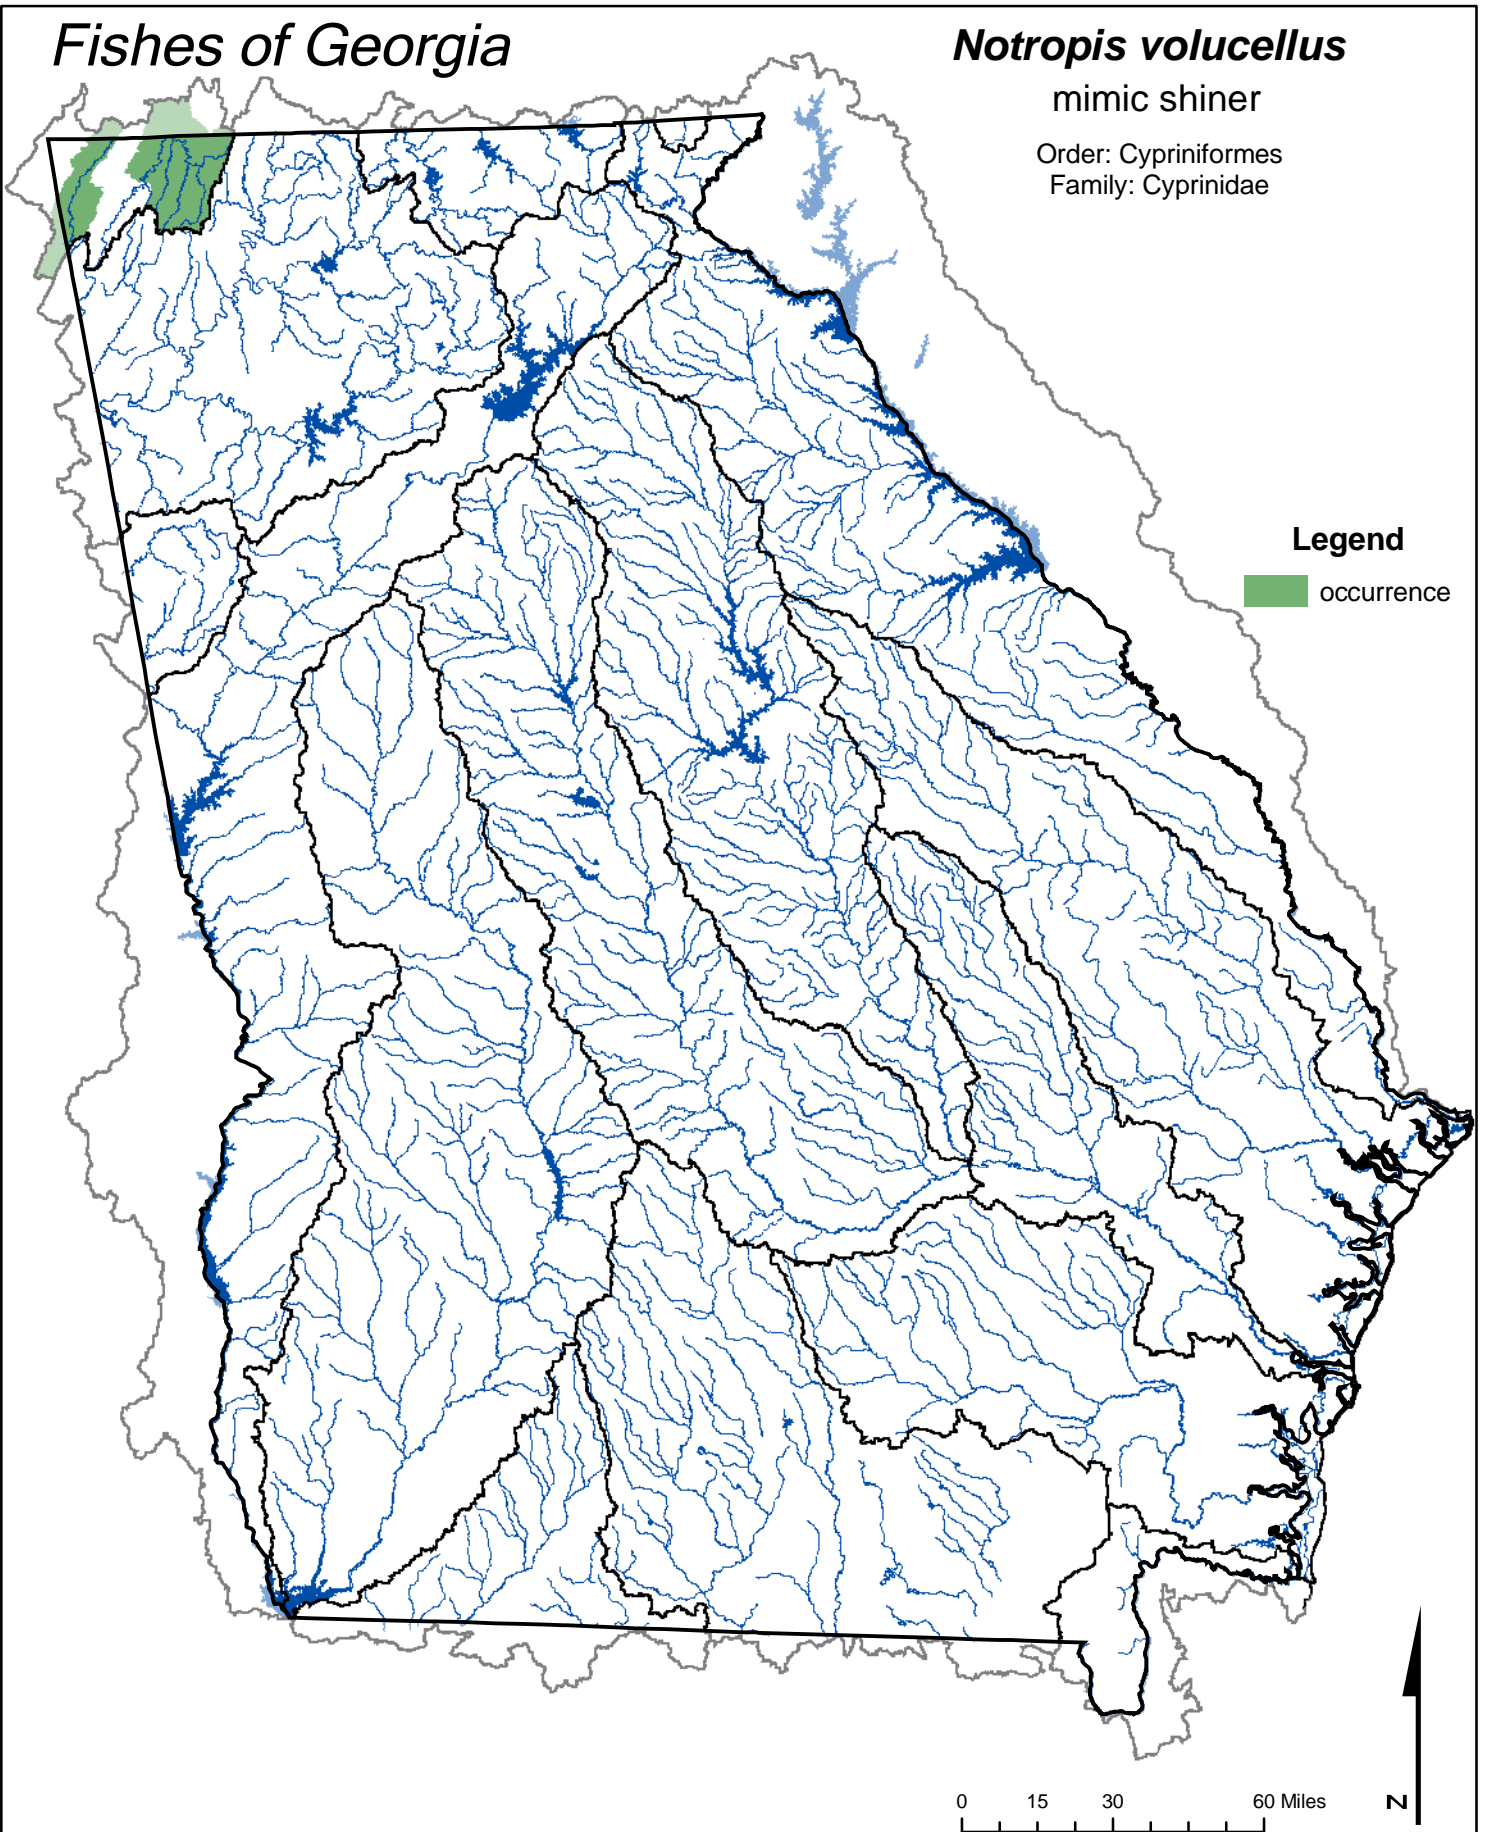 Fishes of Georgia
Notropis volucellus
mimic shiner
Order: Cypriniformes
Family: Cyprinidae
Legend
occurrence
0 15 30 60 Miles
N